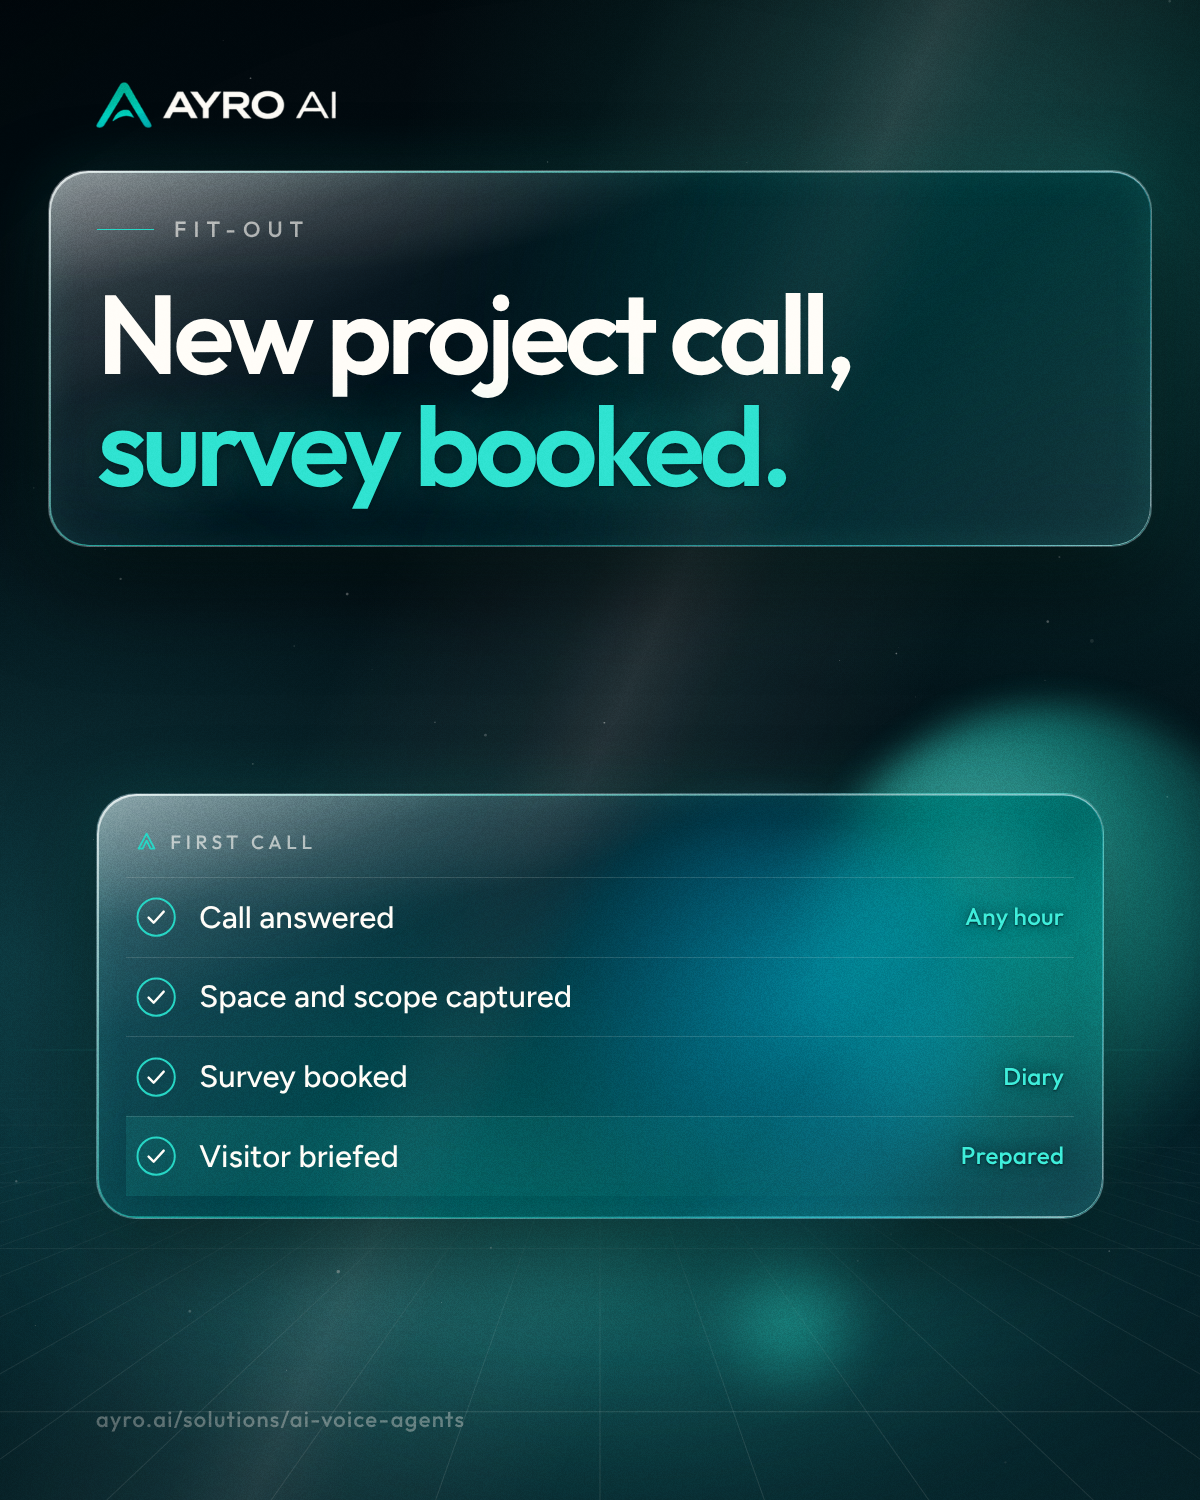 AYRO AI
FIT-OUT
New project call,
survey booked.
FIRST CALL
Call answered
Any hour
Space and scope captured
Survey booked
Diary
Visitor briefed
Prepared
ayro.ai/solutions/ai-voice-agents